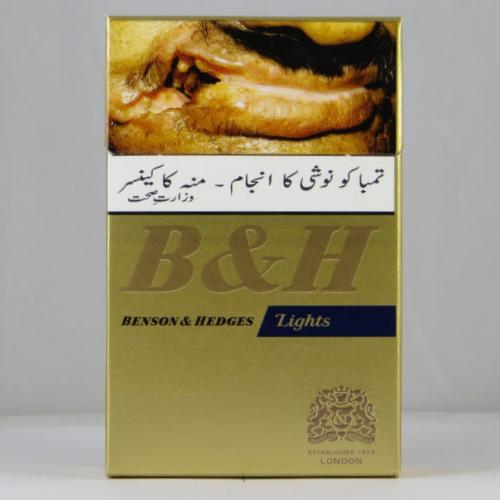 تمباکو نوشی کا انجام - منہ کا کینسر
وزارتِ صحت
B&H
BENSON & HEDGES Lights
ESTABLISHED 1873
LONDON